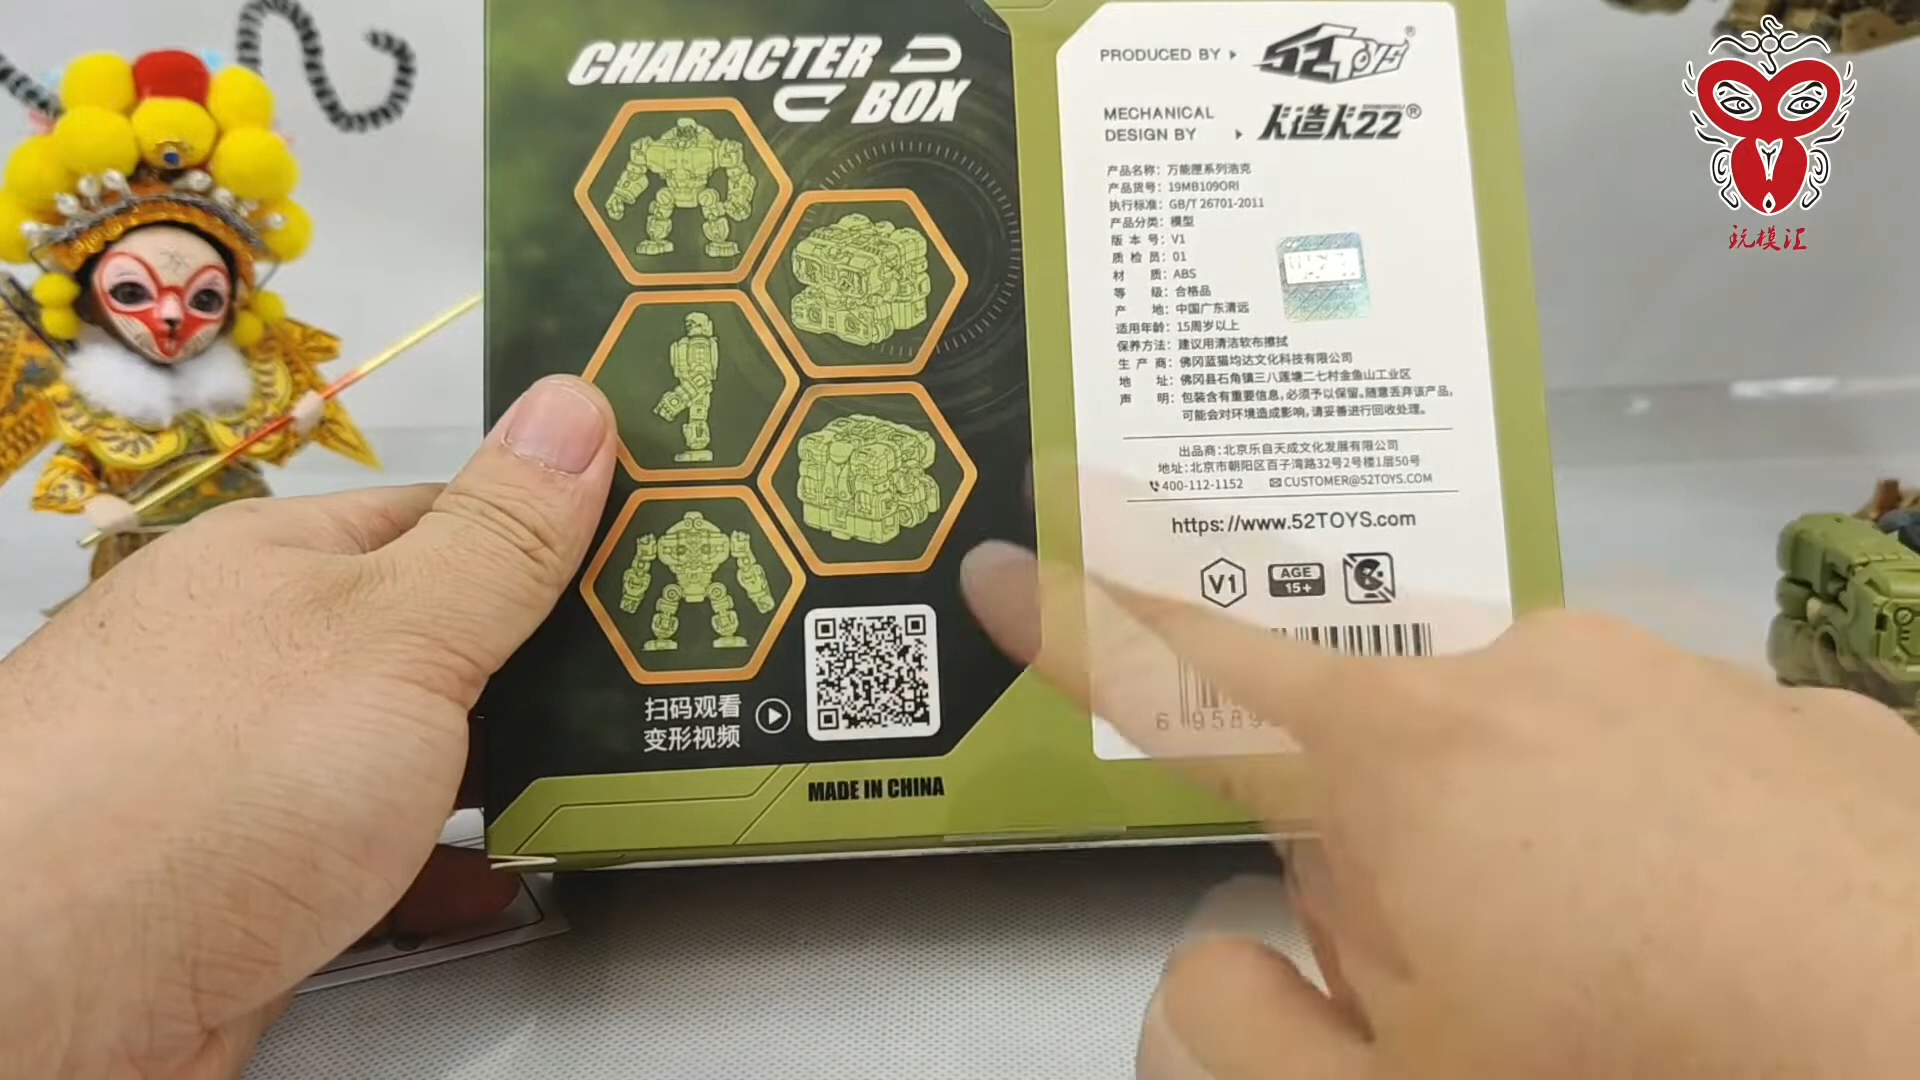 CHARACTER
BOX
扫码观看
变形视频
MADE IN CHINA
PRODUCED BY
52TOYS®
MECHANICAL
DESIGN BY
造22®
产品名称：万能匣系列浩克
产品货号：19MB109ORI
执行标准：GB/T 26701-2011
产品分类：模型
版 本 号：V1
质 检 员：01
材 质：ABS
等 级：合格品
产 地：中国广东清远
适用年龄：15周岁以上
保养方法：建议用清洁软布擦拭
生 产 商：佛冈蓝猫均达文化科技有限公司
地 址：佛冈县石角镇三八莲塘二七村金鱼山工业区
声 明：包装含有重要信息，必须予以保留。随意丢弃该产品，
可能会对环境造成影响，请妥善进行回收处理。
出品商：北京乐自天成文化发展有限公司
地址：北京市朝阳区百子湾路32号2号楼1层50号
400-112-1152 CUSTOMER@52TOYS.COM
https://www.52TOYS.com
V1
AGE
15+
6 9589
玩模汇